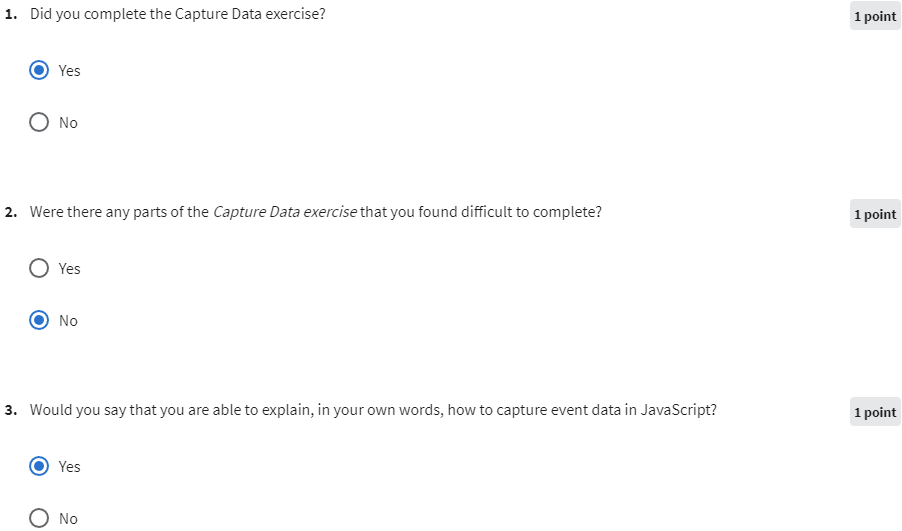 1. Did you complete the Capture Data exercise? 1 point
Yes
No
2. Were there any parts of the Capture Data exercise that you found difficult to complete? 1 point
Yes
No
3. Would you say that you are able to explain, in your own words, how to capture event data in JavaScript? 1 point
Yes
No